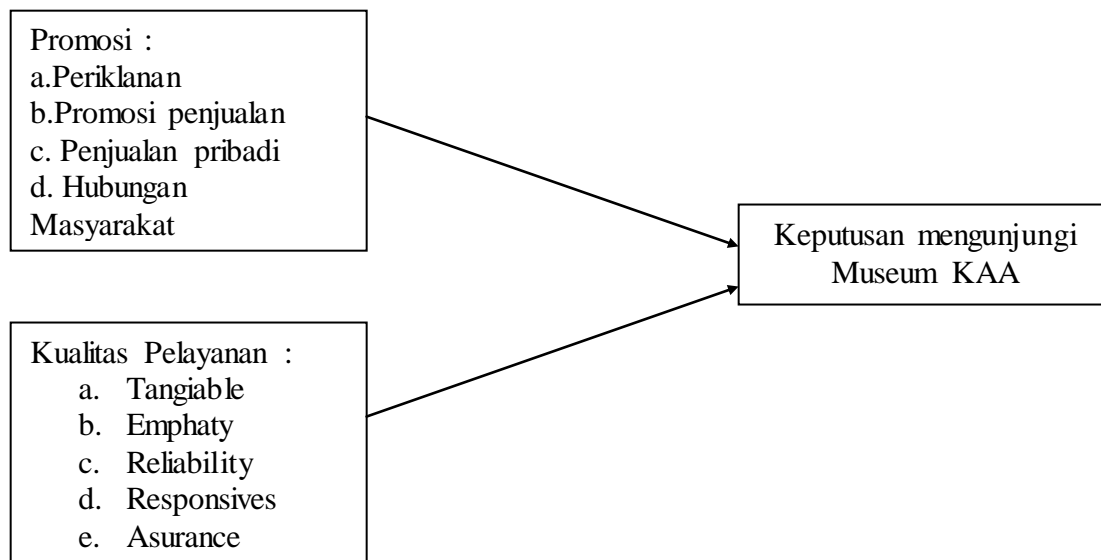 Promosi :
a.Periklanan
b.Promosi penjualan
c. Penjualan pribadi
d. Hubungan
Masyarakat
Keputusan mengunjungi
Museum KAA
Kualitas Pelayanan :
a. Tangiable
b. Emphaty
c. Reliability
d. Responsives
e. Asurance